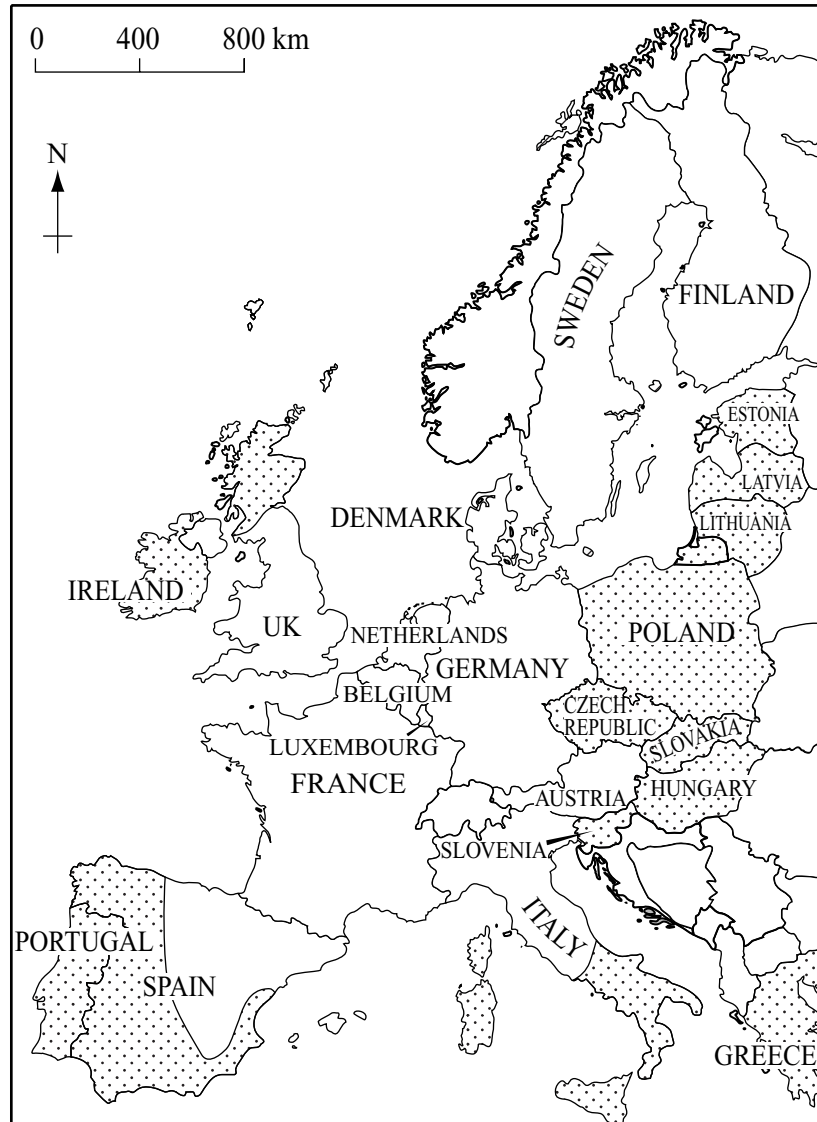 0 400 800 km
N
SWEDEN
FINLAND
ESTONIA
LATVIA
DENMARK
LITHUANIA
IRELAND
UK
NETHERLANDS
POLAND
GERMANY
BELGIUM
CZECH
REPUBLIC
LUXEMBOURG
SLOVAKIA
FRANCE
HUNGARY
AUSTRIA
SLOVENIA
ITALY
PORTUGAL
SPAIN
GREECE